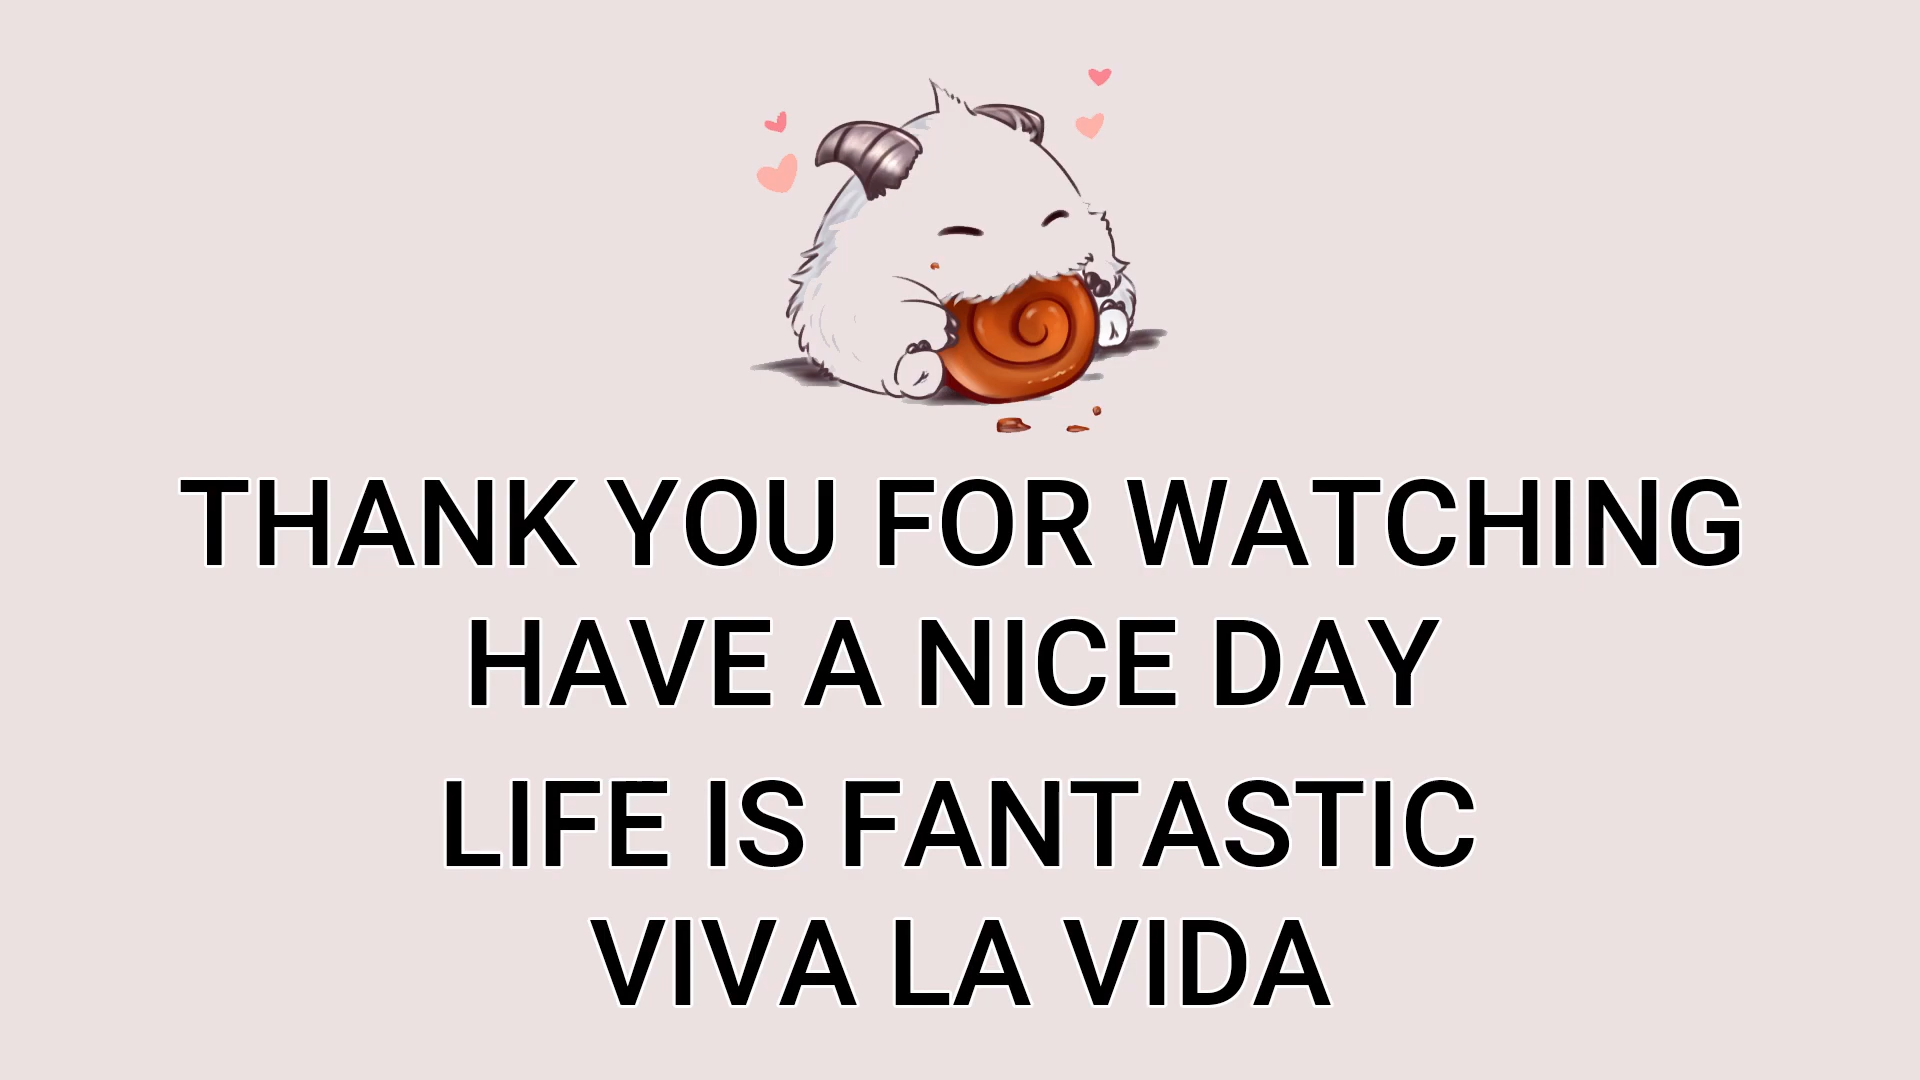 THANK YOU FOR WATCHING
HAVE A NICE DAY
LIFE IS FANTASTIC
VIVA LA VIDA